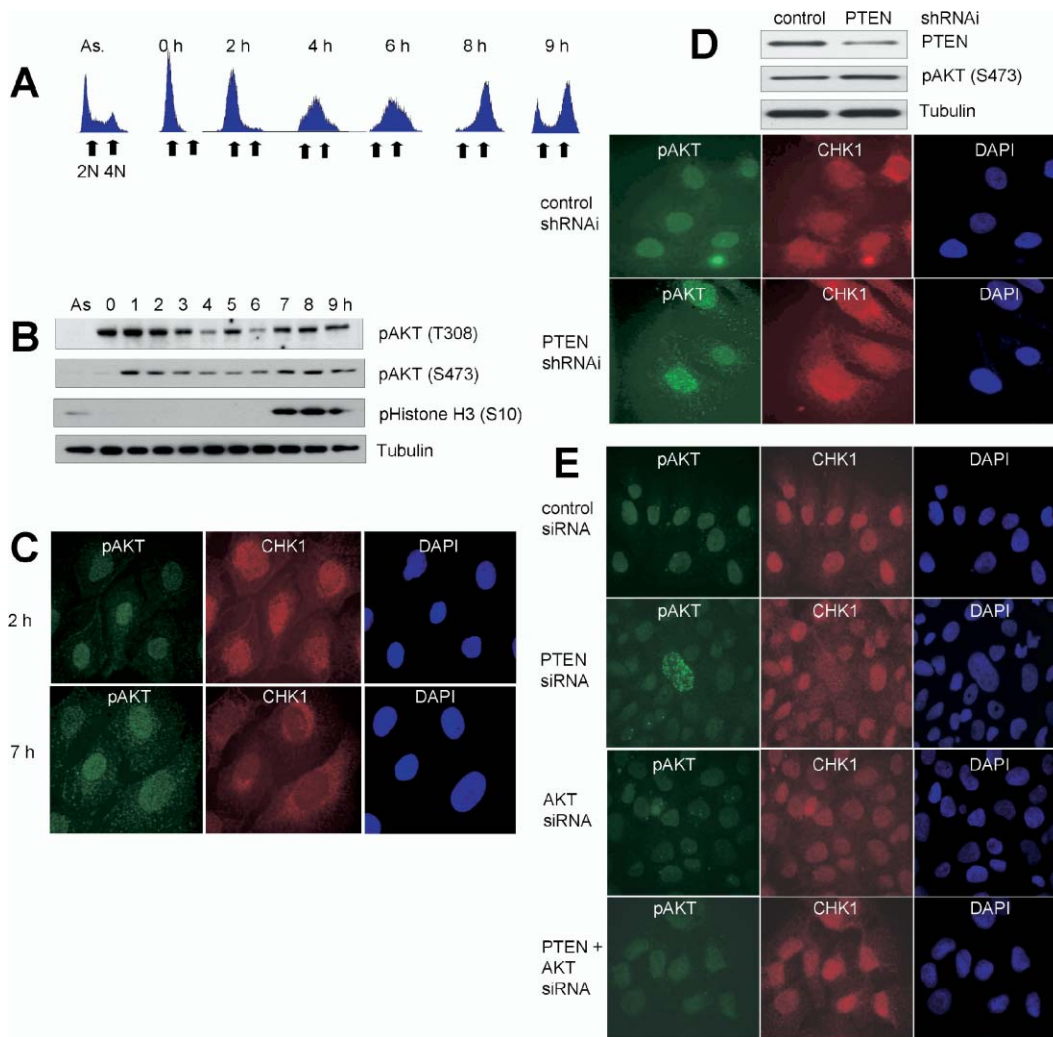 A
As. 0 h 2 h 4 h 6 h 8 h 9 h
2N 4N
B
As 0 1 2 3 4 5 6 7 8 9 h
pAKT (T308)
pAKT (S473)
pHistone H3 (S10)
Tubulin
C
pAKT CHK1 DAPI
2 h
pAKT CHK1 DAPI
7 h
D
control PTEN shRNAi
PTEN
pAKT (S473)
Tubulin
pAKT CHK1 DAPI
control
shRNAi
pAKT CHK1 DAPI
PTEN
shRNAi
E
pAKT CHK1 DAPI
control
siRNA
pAKT CHK1 DAPI
PTEN
siRNA
pAKT CHK1 DAPI
AKT
siRNA
pAKT CHK1 DAPI
PTEN +
AKT
siRNA